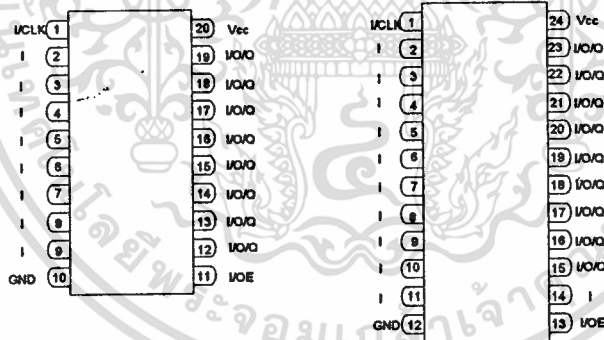 I/CLK 1 20 Vcc
I 2 19 I/O/Q
I 3 18 I/O/Q
I 4 17 I/O/Q
I 5 16 I/O/Q
I 6 15 I/O/Q
I 7 14 I/O/Q
I 8 13 I/O/Q
I 9 12 I/O/Q
GND 10 11 I/OE
I/CLK 1 24 Vcc
I 2 23 I/O/Q
I 3 22 I/O/Q
I 4 21 I/O/Q
I 5 20 I/O/Q
I 6 19 I/O/Q
I 7 18 I/O/Q
I 8 17 I/O/Q
I 9 16 I/O/Q
I 10 15 I/O/Q
I 11 14 I
GND 12 13 I/OE